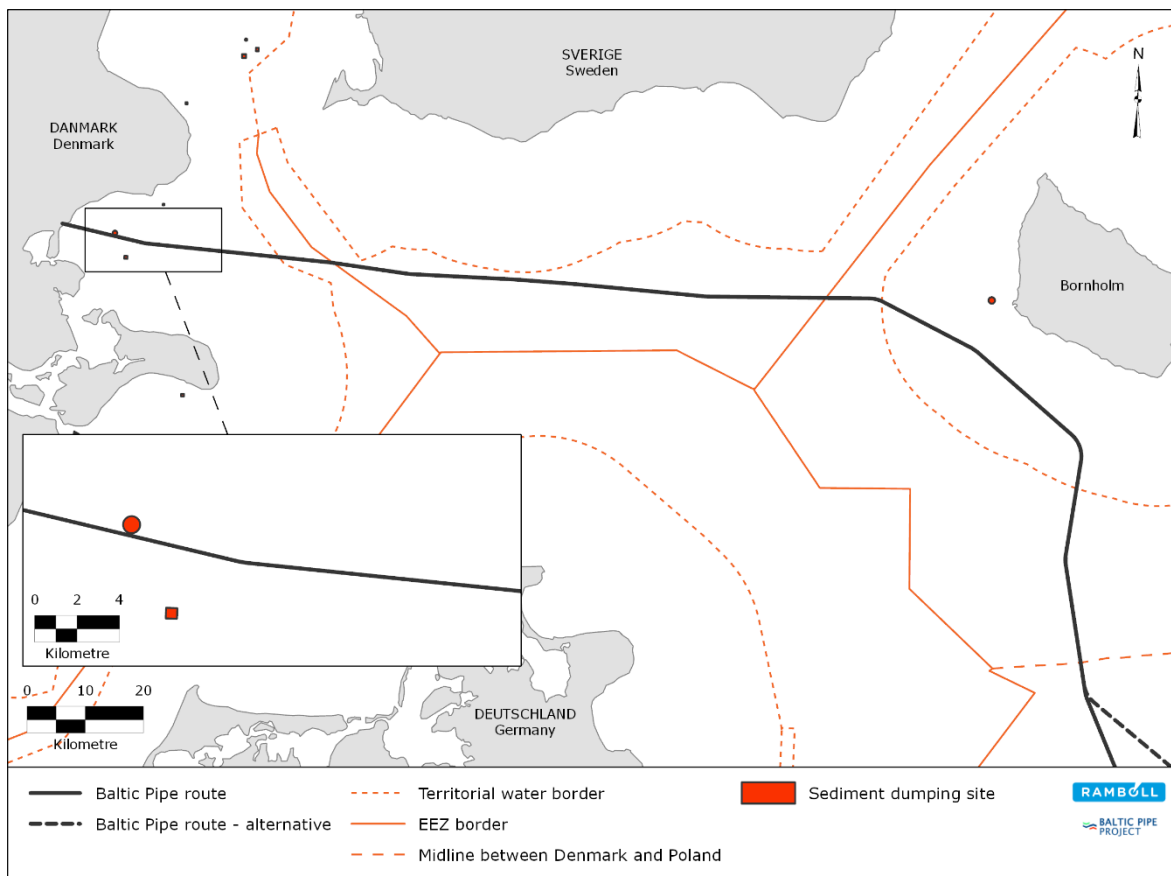 SVERIGE
Sweden
N
DANMARK
Denmark
Bornholm
0 2 4
Kilometre
0 10 20
Kilometre
DEUTSCHLAND
Germany
Baltic Pipe route
Territorial water border
Sediment dumping site
RAMBOLL
Baltic Pipe route - alternative
EEZ border
BALTIC PIPE
PROJECT
Midline between Denmark and Poland